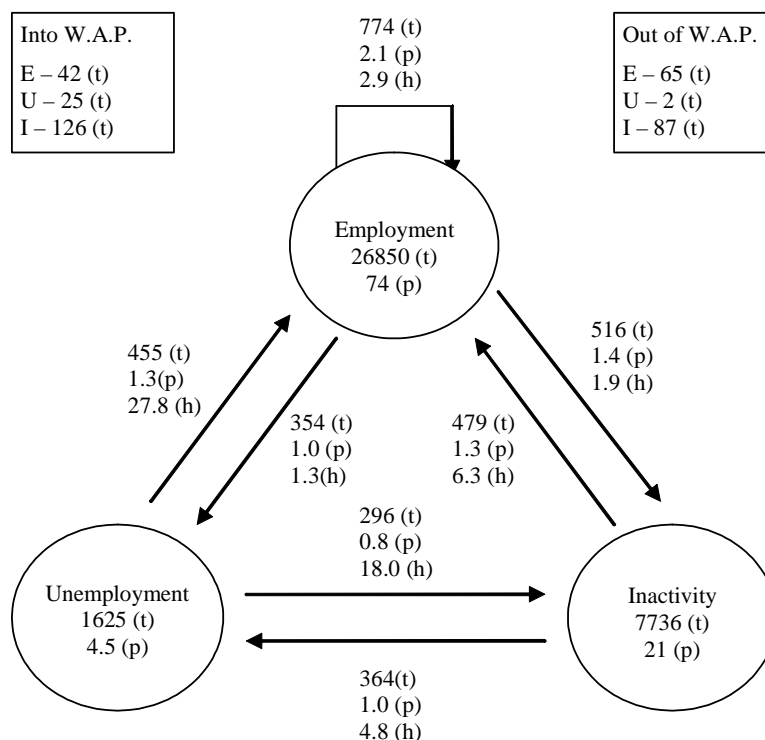 Into W.A.P.
E – 42 (t)
U – 25 (t)
I – 126 (t)
774 (t)
2.1 (p)
2.9 (h)
Out of W.A.P.
E – 65 (t)
U – 2 (t)
I – 87 (t)
Employment
26850 (t)
74 (p)
455 (t)
1.3(p)
27.8 (h)
354 (t)
1.0 (p)
1.3(h)
479 (t)
1.3 (p)
6.3 (h)
516 (t)
1.4 (p)
1.9 (h)
296 (t)
0.8 (p)
18.0 (h)
Unemployment
1625 (t)
4.5 (p)
Inactivity
7736 (t)
21 (p)
364(t)
1.0 (p)
4.8 (h)